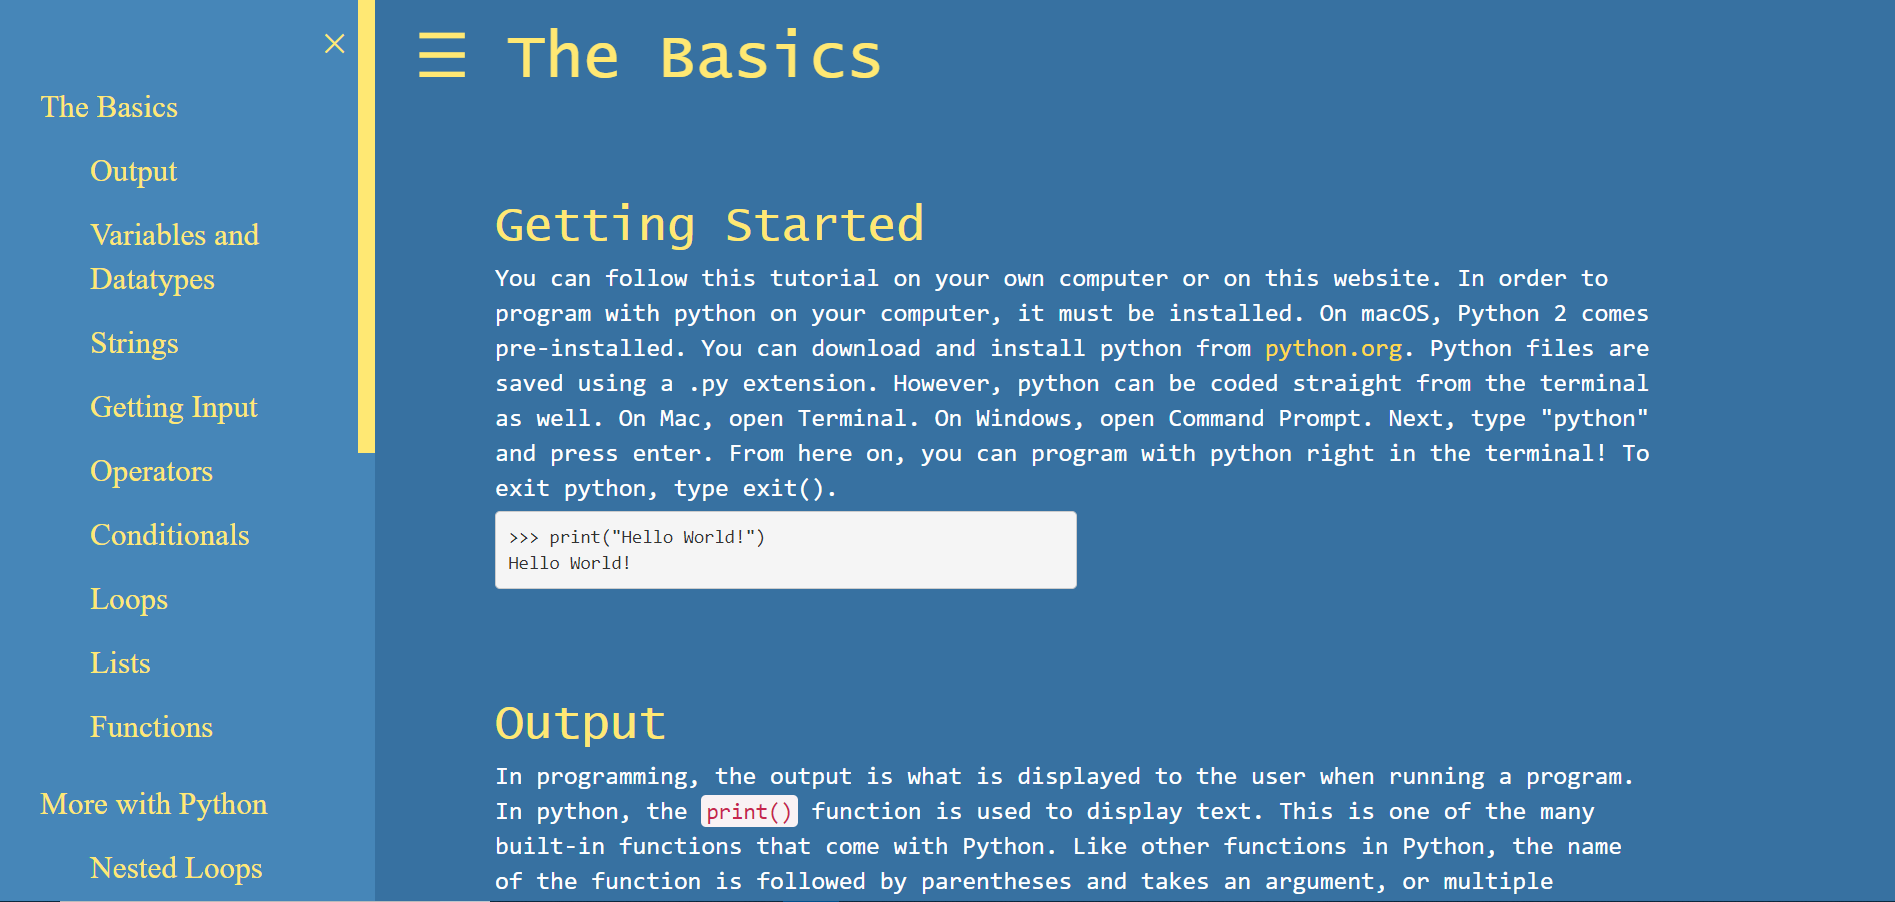 The Basics
Output
Variables and
Datatypes
Strings
Getting Input
Operators
Conditionals
Loops
Lists
Functions
More with Python
Nested Loops
The Basics
Getting Started
You can follow this tutorial on your own computer or on this website. In order to
program with python on your computer, it must be installed. On macOS, Python 2 comes
pre-installed. You can download and install python from python.org. Python files are
saved using a .py extension. However, python can be coded straight from the terminal
as well. On Mac, open Terminal. On Windows, open Command Prompt. Next, type "python"
and press enter. From here on, you can program with python right in the terminal! To
exit python, type exit().
>>> print("Hello World!")
Hello World!
Output
In programming, the output is what is displayed to the user when running a program.
In python, the print() function is used to display text. This is one of the many
built-in functions that come with Python. Like other functions in Python, the name
of the function is followed by parentheses and takes an argument, or multiple